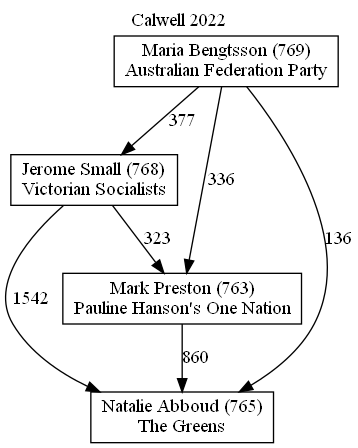 Calwell 2022
Maria Bengtsson (769)
Australian Federation Party
377
Jerome Small (768)
Victorian Socialists
336
136
323
1542
Mark Preston (763)
Pauline Hanson's One Nation
860
Natalie Abboud (765)
The Greens